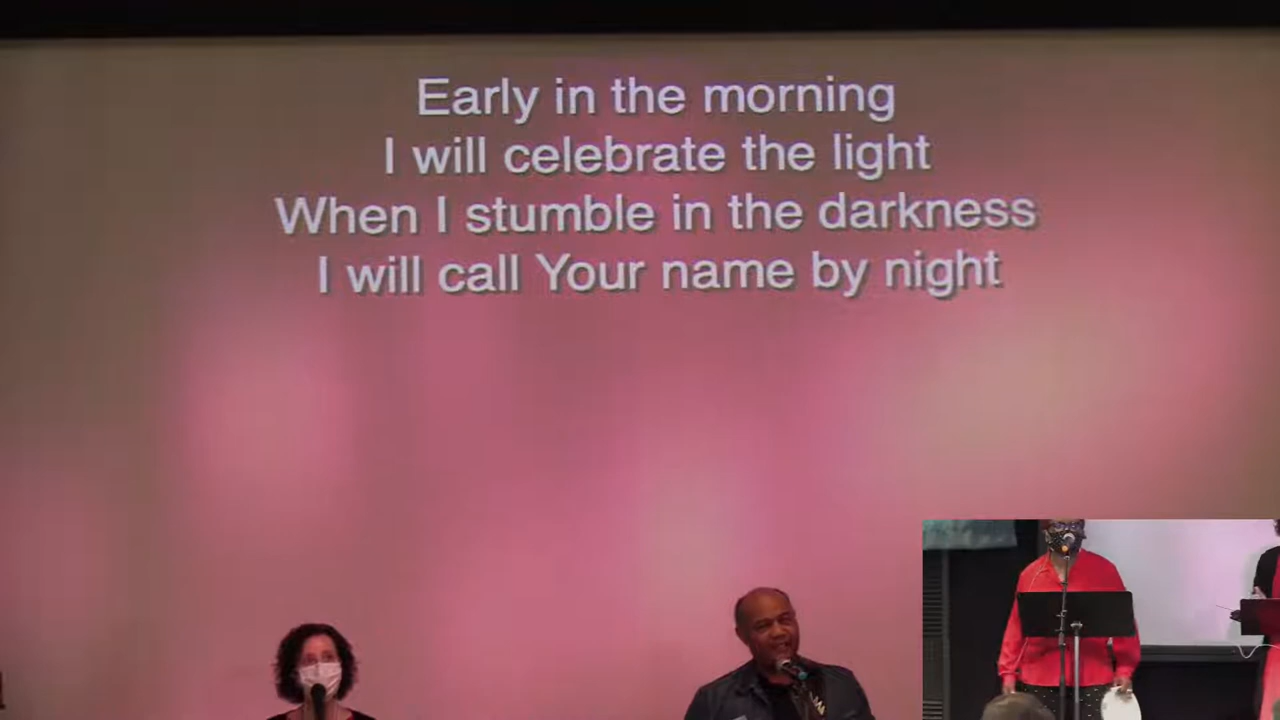 Early in the morning
I will celebrate the light
When I stumble in the darkness
I will call Your name by night